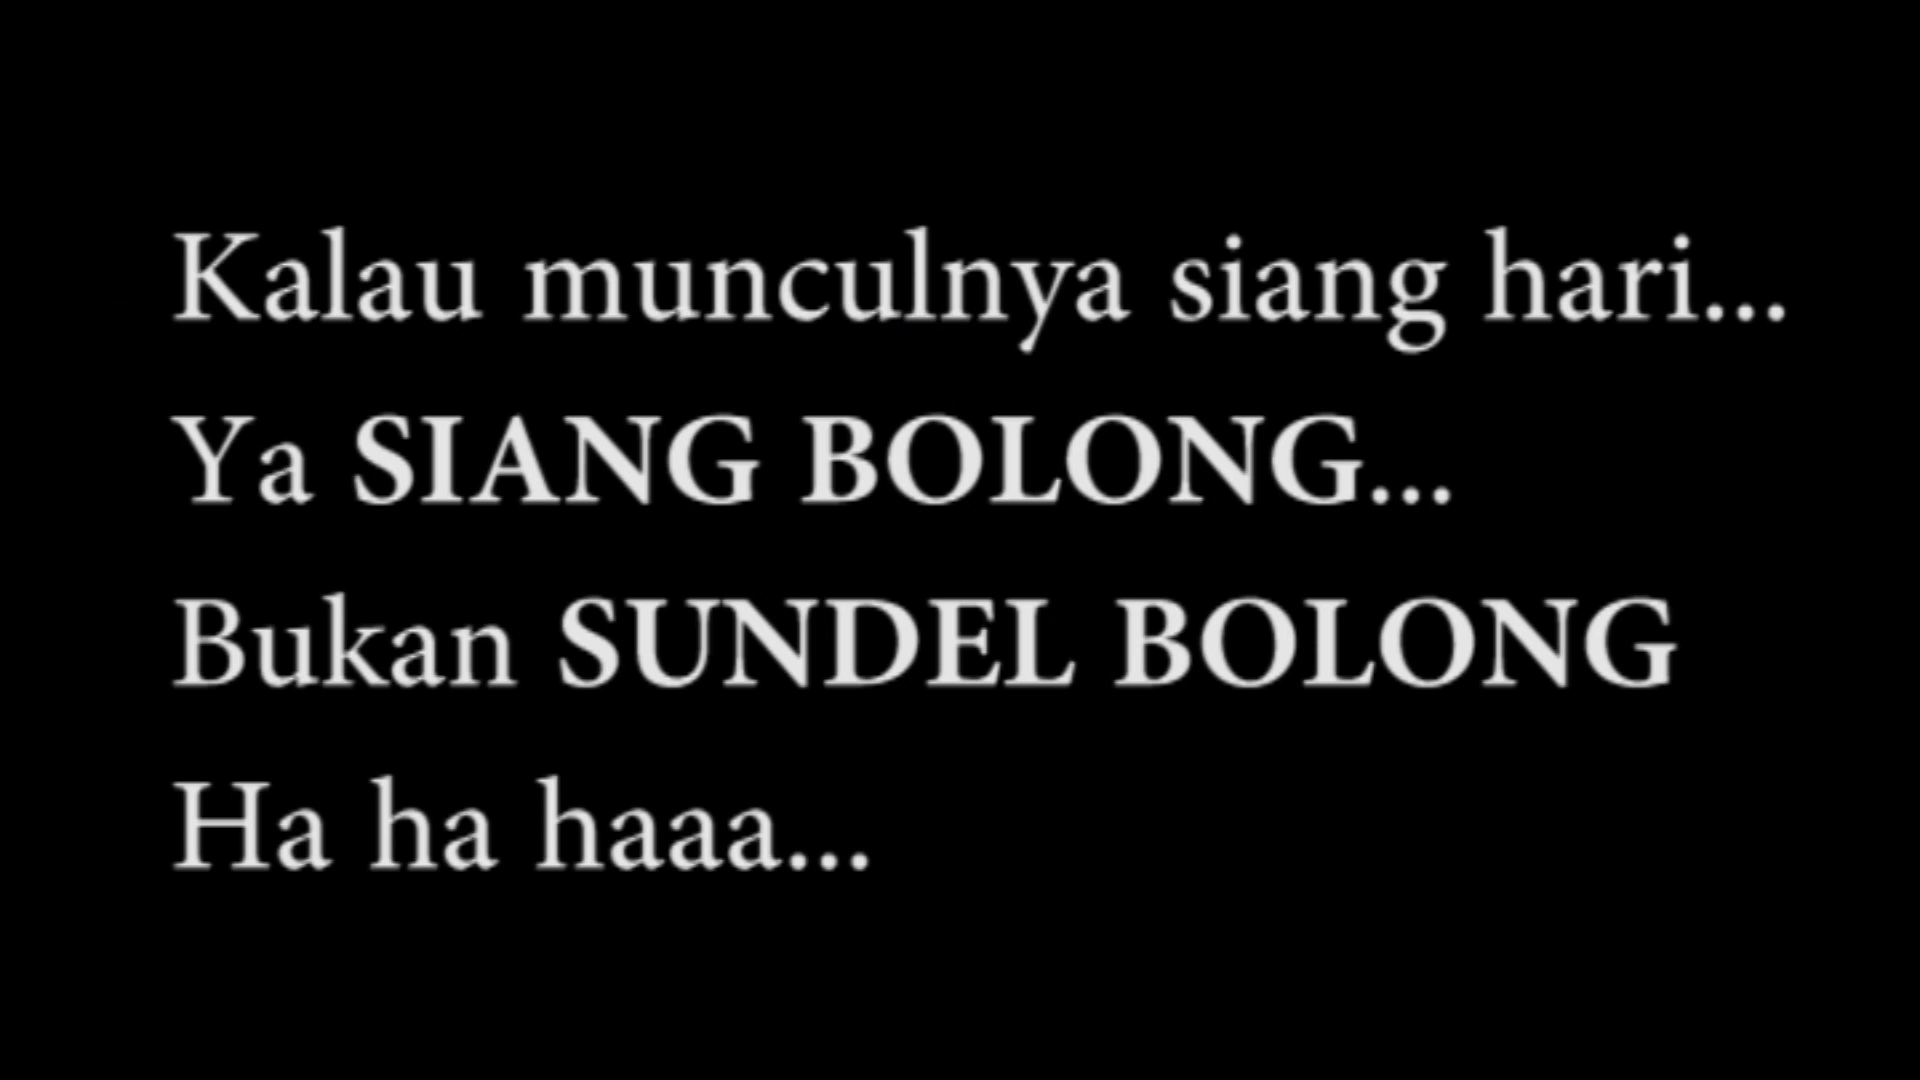 Kalau munculnya siang hari...
Ya SIANG BOLONG...
Bukan SUNDEL BOLONG
Ha ha haaa...